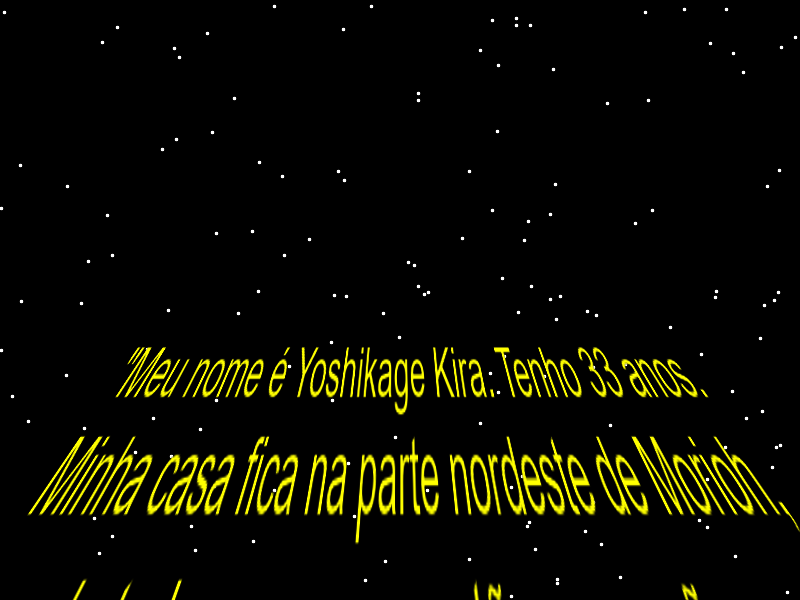 "Meu nome é Yoshikage Kira. Tenho 33 anos.
Minha casa fica na parte nordeste de Morioh.